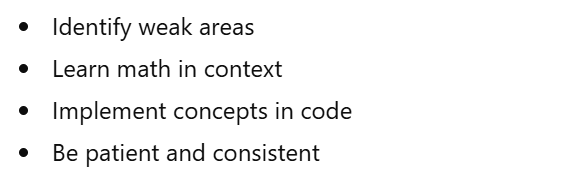 • Identify weak areas
• Learn math in context
• Implement concepts in code
• Be patient and consistent